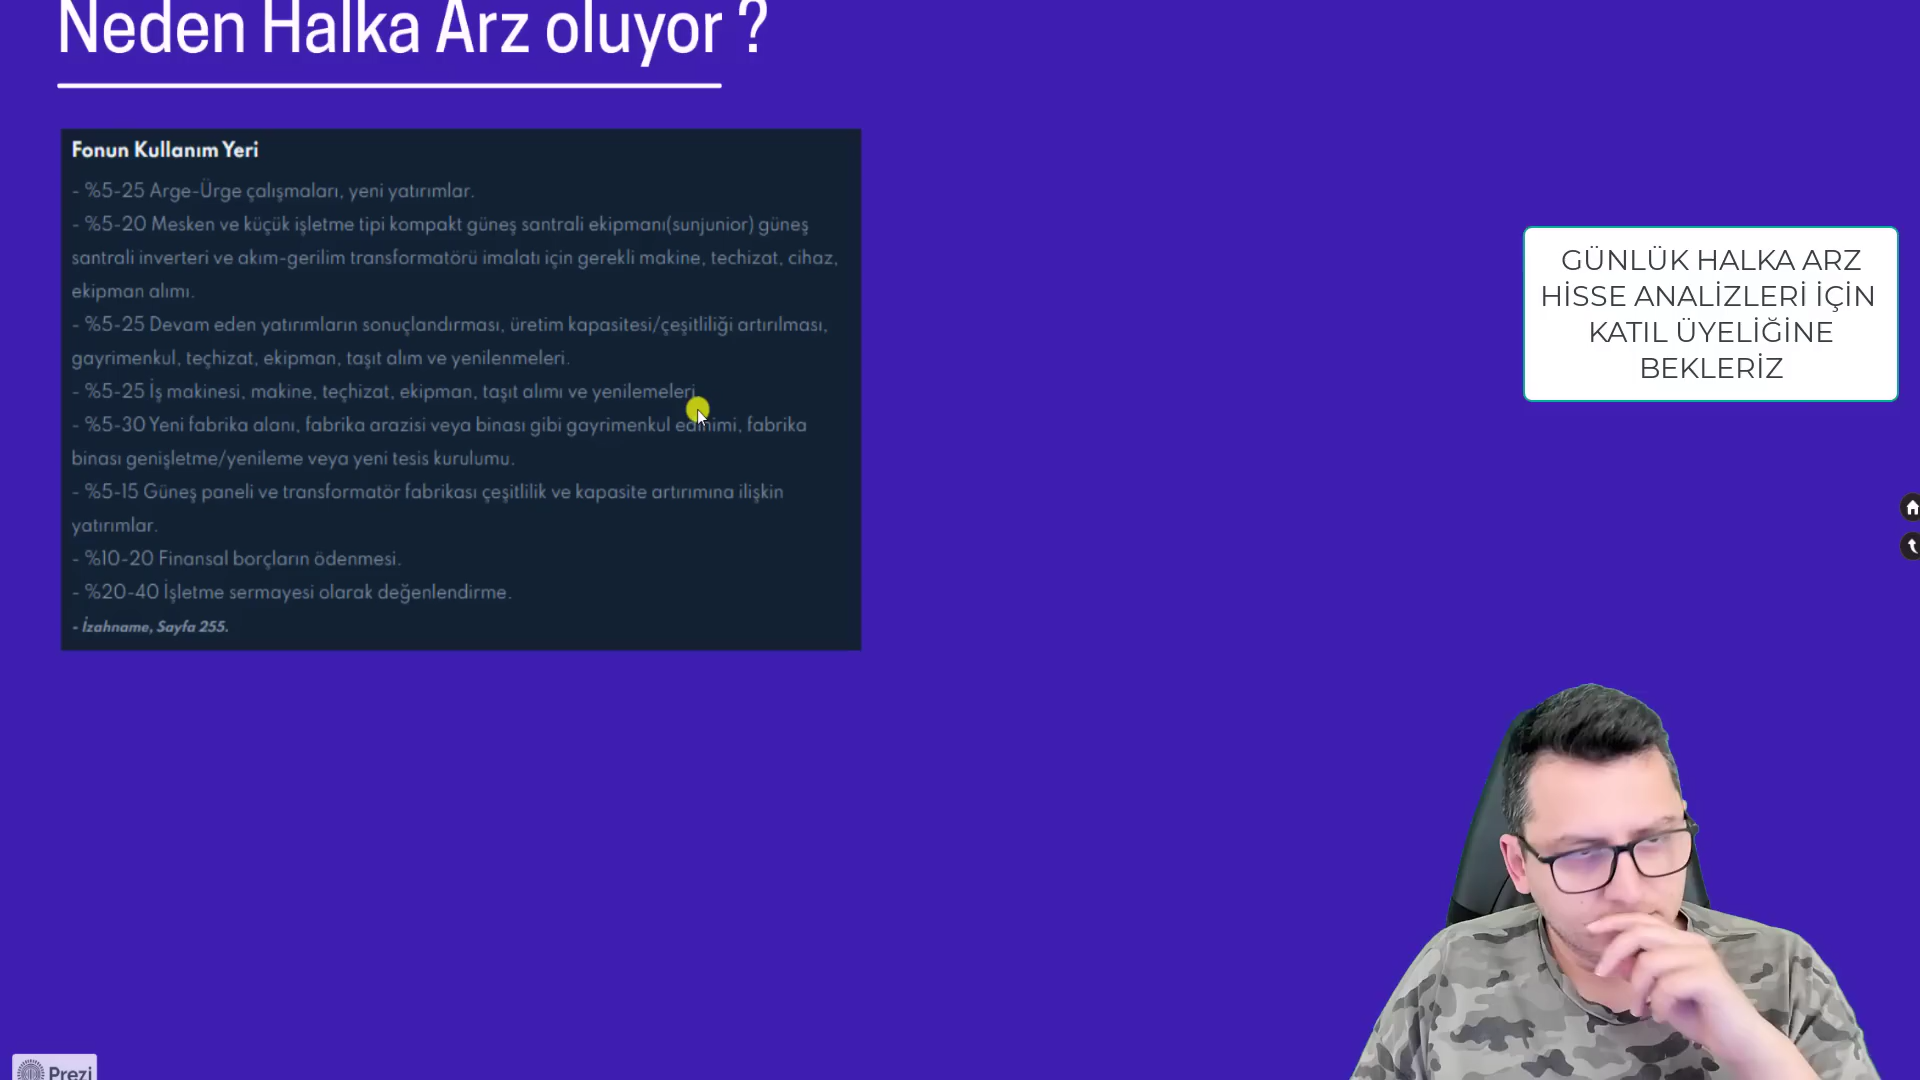 Neden Halka Arz oluyor ?
Fonun Kullanım Yeri
- %5-25 Arge-Ürge çalışmaları, yeni yatırımlar.
- %5-20 Mesken ve küçük işletme tipi kompakt güneş santrali ekipmanı(sunjunior) güneş
santrali inverteri ve akım-gerilim transformatörü imalatı için gerekli makine, techizat, cihaz,
ekipman alımı.
- %5-25 Devam eden yatırımların sonuçlandırması, üretim kapasitesi/çeşitliliği artırılması,
gayrimenkul, teçhizat, ekipman, taşıt alım ve yenilenmeleri.
- %5-25 İş makinesi, makine, teçhizat, ekipman, taşıt alımı ve yenilemeleri.
- %5-30 Yeni fabrika alanı, fabrika arazisi veya binası gibi gayrimenkul edinimi, fabrika
binası genişletme/yenileme veya yeni tesis kurulumu.
- %5-15 Güneş paneli ve transformatör fabrikası çeşitlilik ve kapasite artırımına ilişkin
yatırımlar.
- %10-20 Finansal borçların ödenmesi.
- %20-40 İşletme sermayesi olarak değenlendirme.
- İzahname, Sayfa 255.
GÜNLÜK HALKA ARZ
HİSSE ANALİZLERİ İÇİN
KATIL ÜYELİĞİNE
BEKLERİZ
Prezi